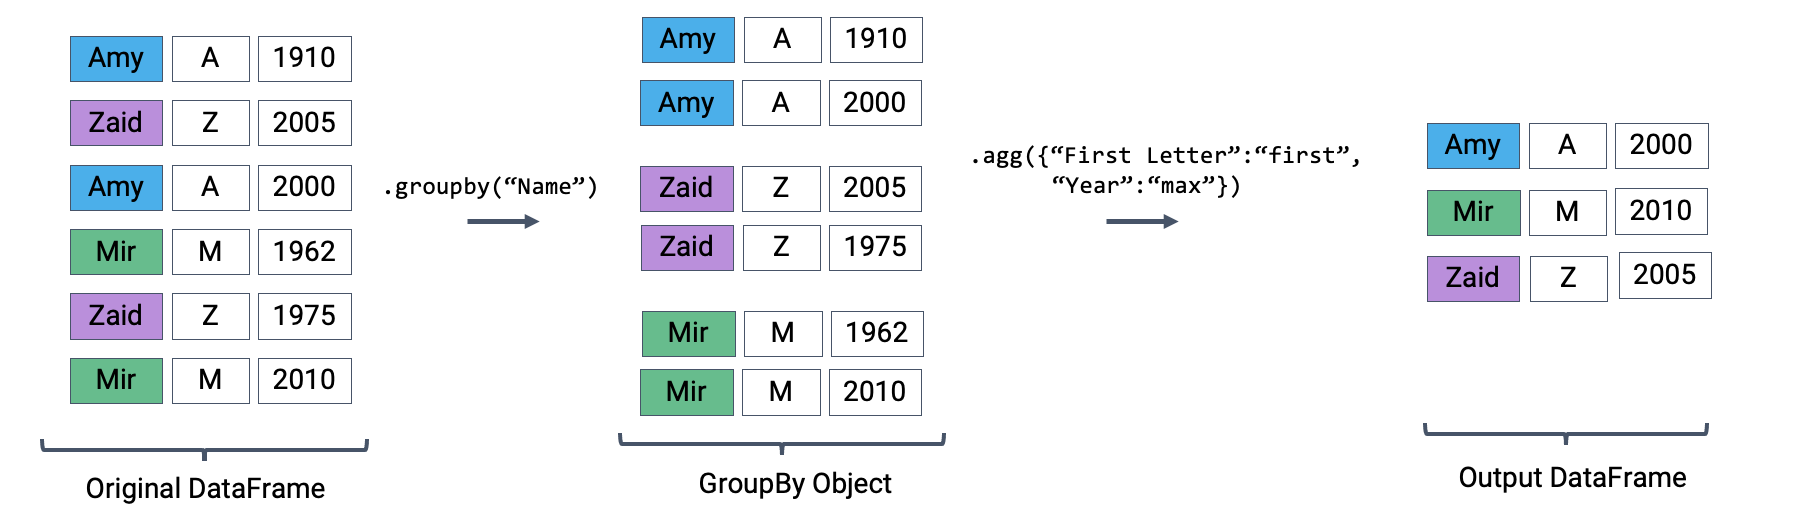 Amy A 1910
Zaid Z 2005
Amy A 2000
Mir M 1962
Zaid Z 1975
Mir M 2010
Original DataFrame
.groupby(“Name”)
Amy A 1910
Amy A 2000
Zaid Z 2005
Zaid Z 1975
Mir M 1962
Mir M 2010
GroupBy Object
.agg({“First Letter”:“first”,
“Year”:“max”})
Amy A 2000
Mir M 2010
Zaid Z 2005
Output DataFrame